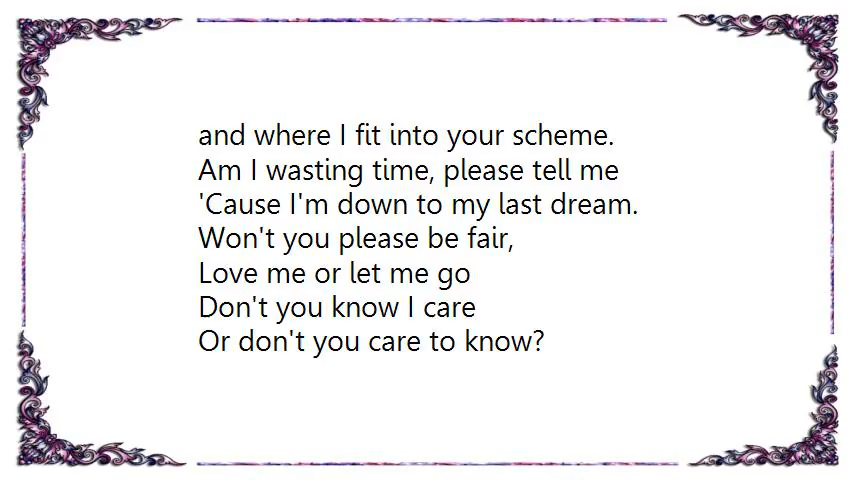 and where I fit into your scheme.
Am I wasting time, please tell me
'Cause I'm down to my last dream.
Won't you please be fair,
Love me or let me go
Don't you know I care
Or don't you care to know?